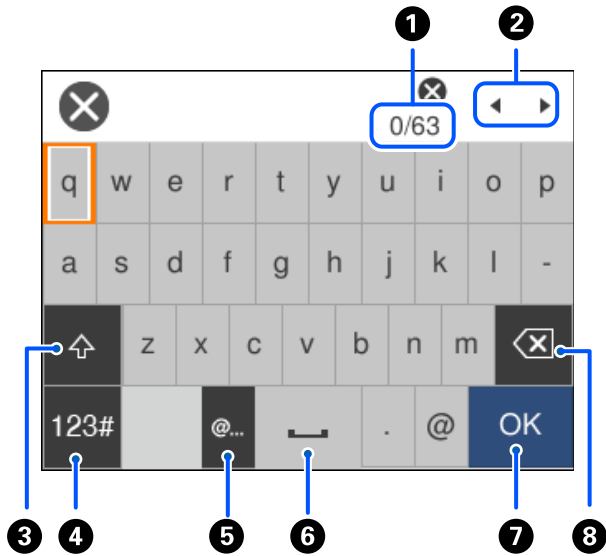 1 2
0/63
q w e r t y u i o p
a s d f g h j k l -
z x c v b n m
123# @... . @ OK
3 4 5 6 7 8